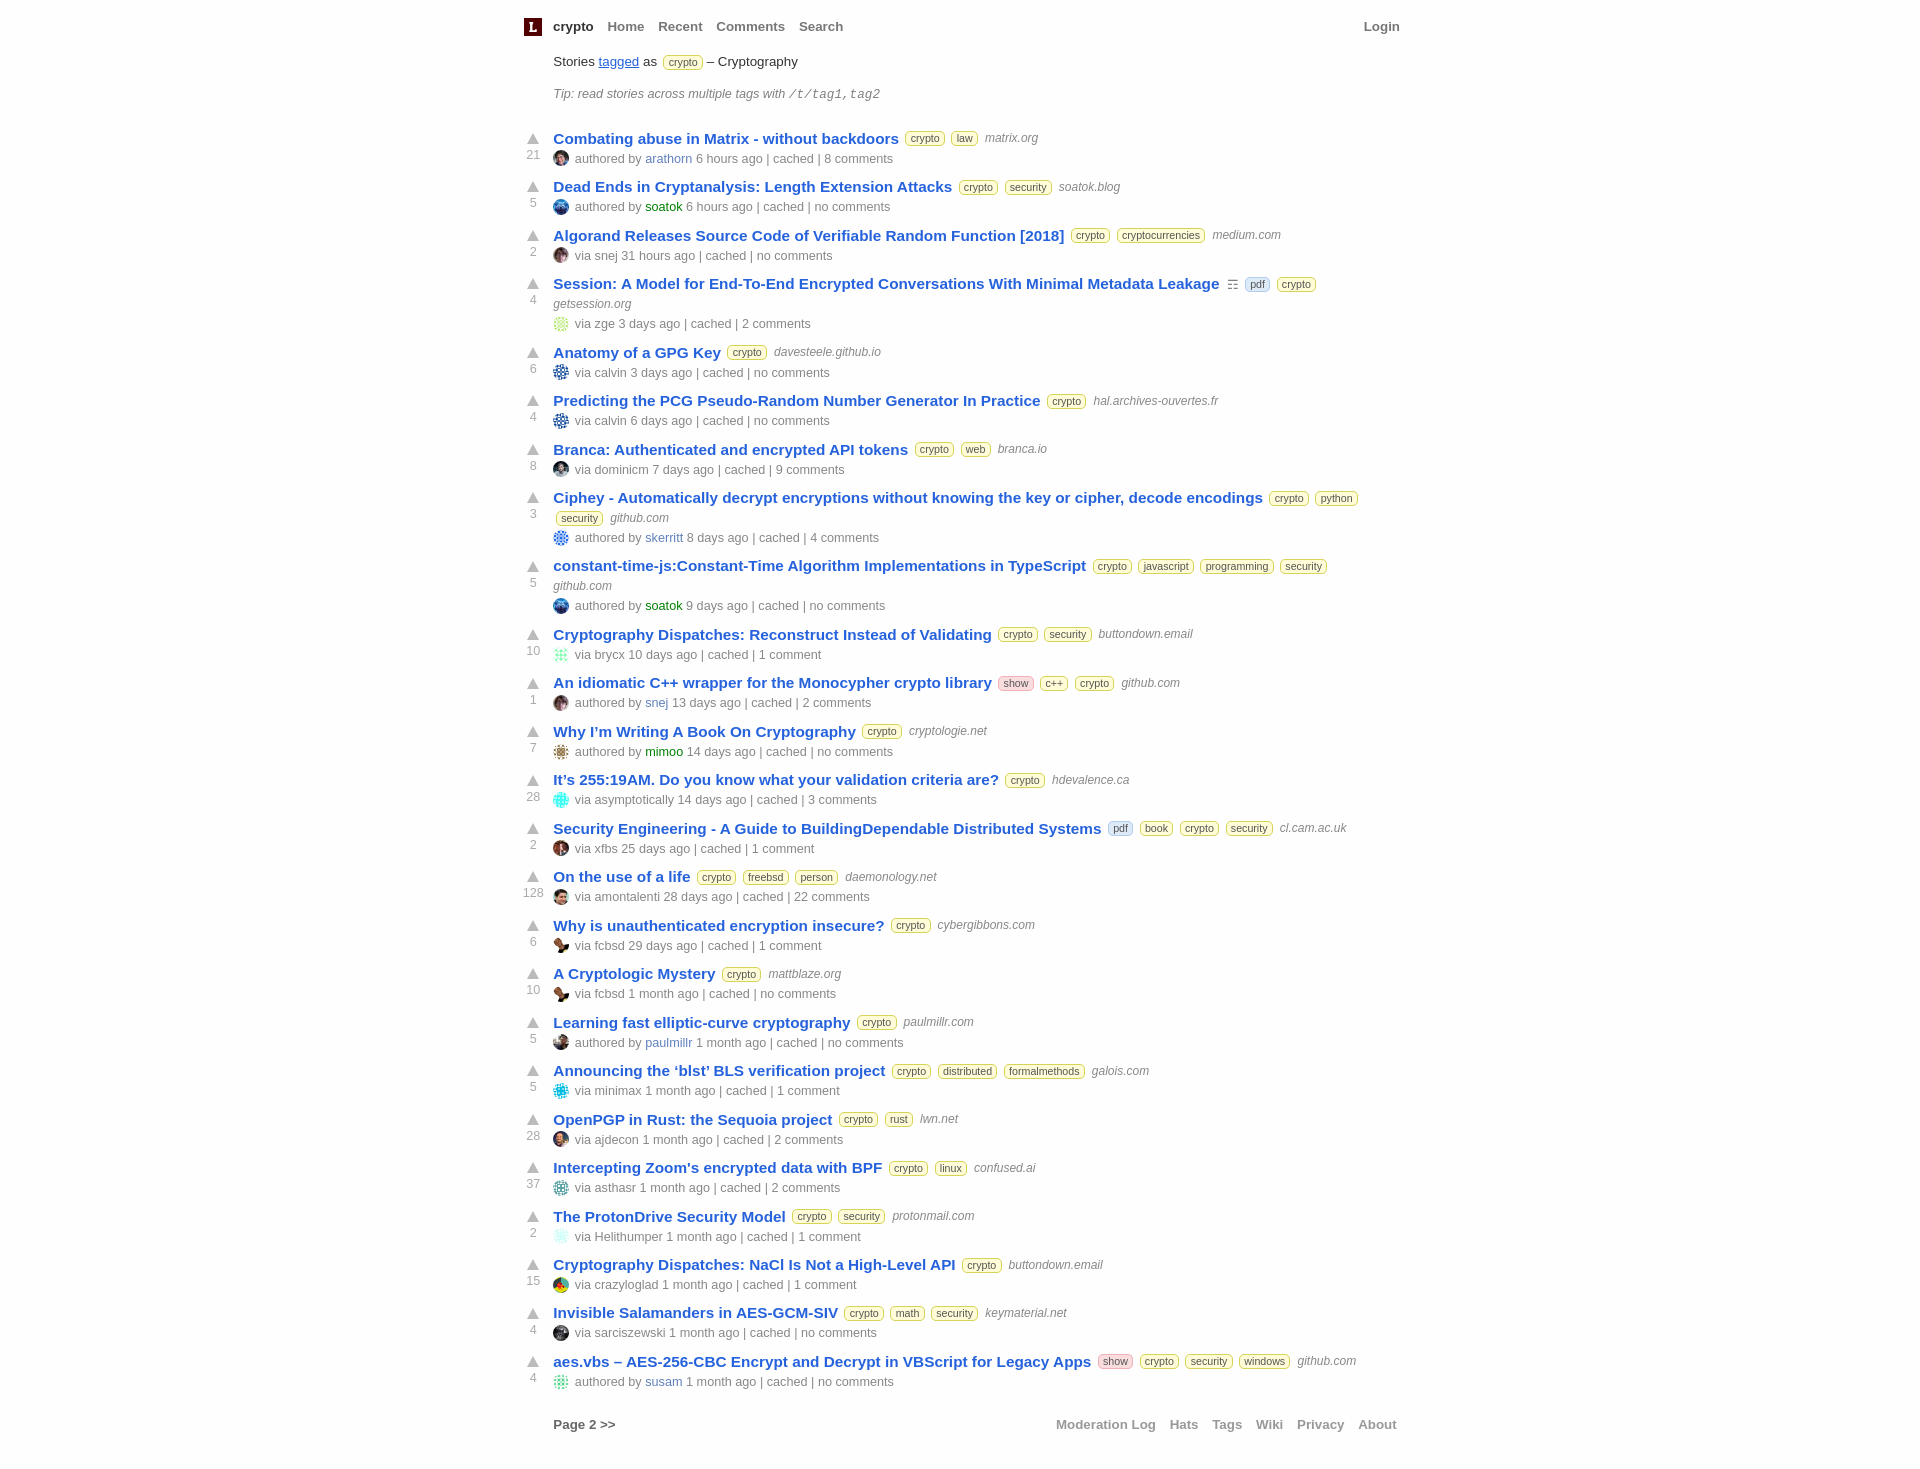 L crypto Home Recent Comments Search Login
Stories tagged as crypto – Cryptography
Tip: read stories across multiple tags with /t/tag1,tag2
Combating abuse in Matrix - without backdoors crypto law matrix.org
21 authored by arathorn 6 hours ago | cached | 8 comments
Dead Ends in Cryptanalysis: Length Extension Attacks crypto security soatok.blog
5 authored by soatok 6 hours ago | cached | no comments
Algorand Releases Source Code of Verifiable Random Function [2018] crypto cryptocurrencies medium.com
2 via snej 31 hours ago | cached | no comments
Session: A Model for End-To-End Encrypted Conversations With Minimal Metadata Leakage ☶ pdf crypto
4 getsession.org
via zge 3 days ago | cached | 2 comments
Anatomy of a GPG Key crypto davesteele.github.io
6 via calvin 3 days ago | cached | no comments
Predicting the PCG Pseudo-Random Number Generator In Practice crypto hal.archives-ouvertes.fr
4 via calvin 6 days ago | cached | no comments
Branca: Authenticated and encrypted API tokens crypto web branca.io
8 via dominicm 7 days ago | cached | 9 comments
Ciphey - Automatically decrypt encryptions without knowing the key or cipher, decode encodings crypto python
3 security github.com
authored by skerritt 8 days ago | cached | 4 comments
constant-time-js:Constant-Time Algorithm Implementations in TypeScript crypto javascript programming security
5 github.com
authored by soatok 9 days ago | cached | no comments
Cryptography Dispatches: Reconstruct Instead of Validating crypto security buttondown.email
10 via brycx 10 days ago | cached | 1 comment
An idiomatic C++ wrapper for the Monocypher crypto library show c++ crypto github.com
1 authored by snej 13 days ago | cached | 2 comments
Why I’m Writing A Book On Cryptography crypto cryptologie.net
7 authored by mimoo 14 days ago | cached | no comments
It’s 255:19AM. Do you know what your validation criteria are? crypto hdevalence.ca
28 via asymptotically 14 days ago | cached | 3 comments
Security Engineering - A Guide to BuildingDependable Distributed Systems pdf book crypto security cl.cam.ac.uk
2 via xfbs 25 days ago | cached | 1 comment
On the use of a life crypto freebsd person daemonology.net
128 via amontalenti 28 days ago | cached | 22 comments
Why is unauthenticated encryption insecure? crypto cybergibbons.com
6 via fcbsd 29 days ago | cached | 1 comment
A Cryptologic Mystery crypto mattblaze.org
10 via fcbsd 1 month ago | cached | no comments
Learning fast elliptic-curve cryptography crypto paulmillr.com
5 authored by paulmillr 1 month ago | cached | no comments
Announcing the ‘blst’ BLS verification project crypto distributed formalmethods galois.com
5 via minimax 1 month ago | cached | 1 comment
OpenPGP in Rust: the Sequoia project crypto rust lwn.net
28 via ajdecon 1 month ago | cached | 2 comments
Intercepting Zoom's encrypted data with BPF crypto linux confused.ai
37 via asthasr 1 month ago | cached | 2 comments
The ProtonDrive Security Model crypto security protonmail.com
2 via Helithumper 1 month ago | cached | 1 comment
Cryptography Dispatches: NaCl Is Not a High-Level API crypto buttondown.email
15 via crazyloglad 1 month ago | cached | 1 comment
Invisible Salamanders in AES-GCM-SIV crypto math security keymaterial.net
4 via sarciszewski 1 month ago | cached | no comments
aes.vbs – AES-256-CBC Encrypt and Decrypt in VBScript for Legacy Apps show crypto security windows github.com
4 authored by susam 1 month ago | cached | no comments
Page 2 >> Moderation Log Hats Tags Wiki Privacy About